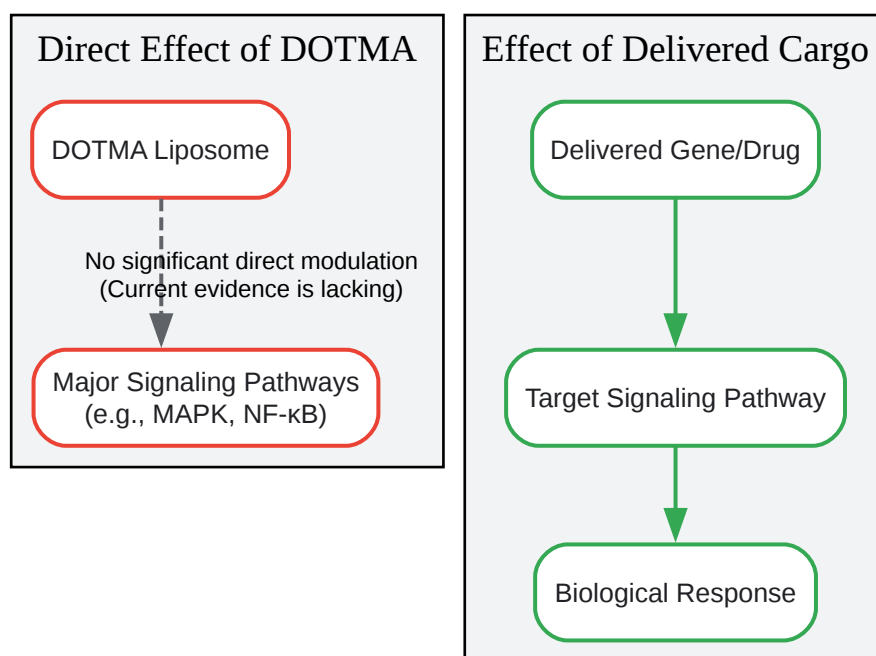 Direct Effect of DOTMA
DOTMA Liposome
No significant direct modulation
(Current evidence is lacking)
Major Signaling Pathways
(e.g., MAPK, NF-κB)
Effect of Delivered Cargo
Delivered Gene/Drug
Target Signaling Pathway
Biological Response